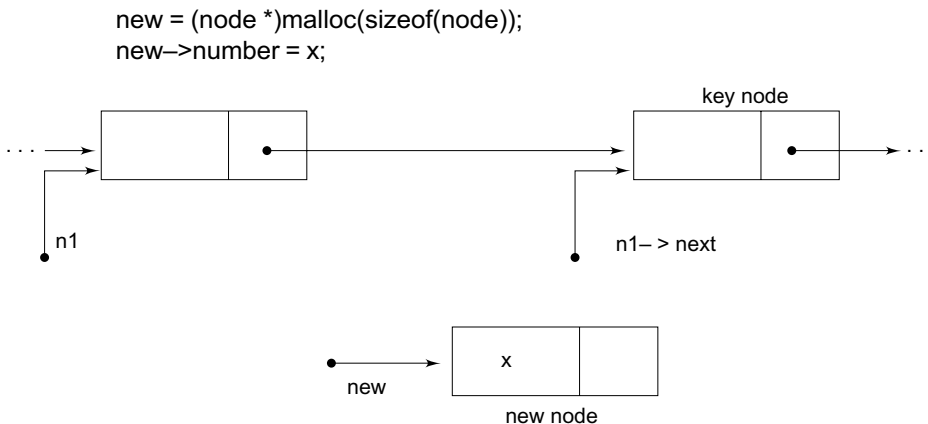 new = (node *)malloc(sizeof(node));
new–>number = x;
key node
. . .
. .
n1
n1– > next
x
new
new node